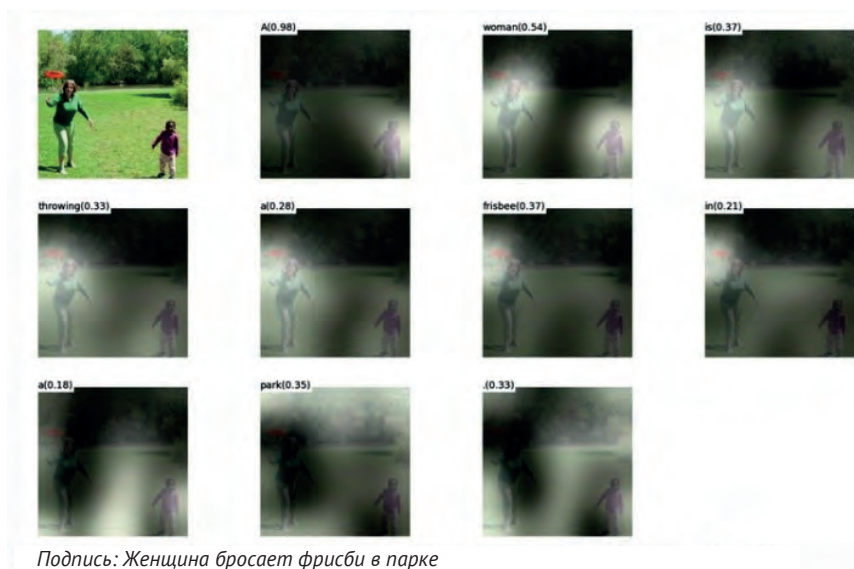 A(0.98) woman(0.54) is(0.37)
throwing(0.33) a(0.28) frisbee(0.37) in(0.21)
a(0.18) park(0.35) .(0.33)
Подпись: Женщина бросает фрисби в парке